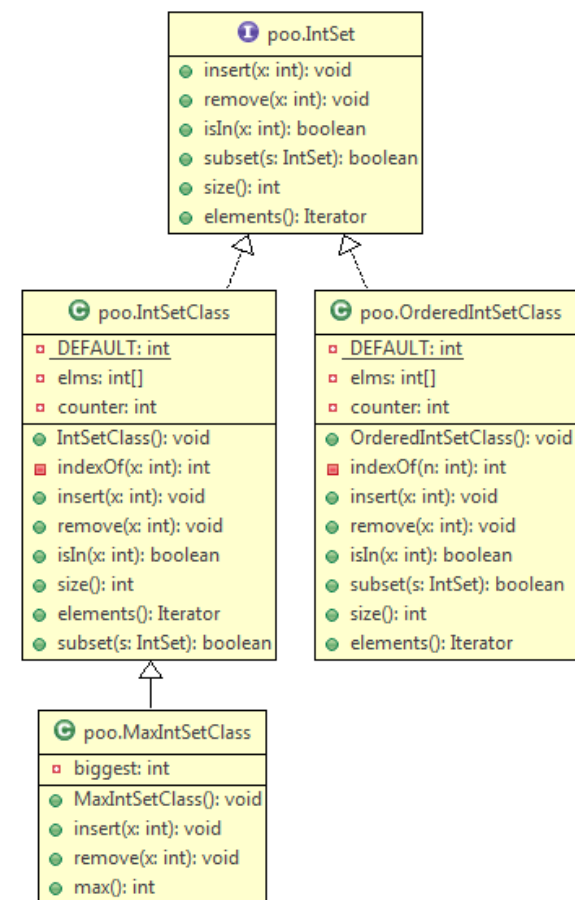 I poo.IntSet
insert(x: int): void
remove(x: int): void
isIn(x: int): boolean
subset(s: IntSet): boolean
size(): int
elements(): Iterator
C poo.IntSetClass
DEFAULT: int
elms: int[]
counter: int
IntSetClass(): void
indexOf(x: int): int
insert(x: int): void
remove(x: int): void
isIn(x: int): boolean
size(): int
elements(): Iterator
subset(s: IntSet): boolean
C poo.OrderedIntSetClass
DEFAULT: int
elms: int[]
counter: int
OrderedIntSetClass(): void
indexOf(n: int): int
insert(x: int): void
remove(x: int): void
isIn(x: int): boolean
subset(s: IntSet): boolean
size(): int
elements(): Iterator
C poo.MaxIntSetClass
biggest: int
MaxIntSetClass(): void
insert(x: int): void
remove(x: int): void
max(): int